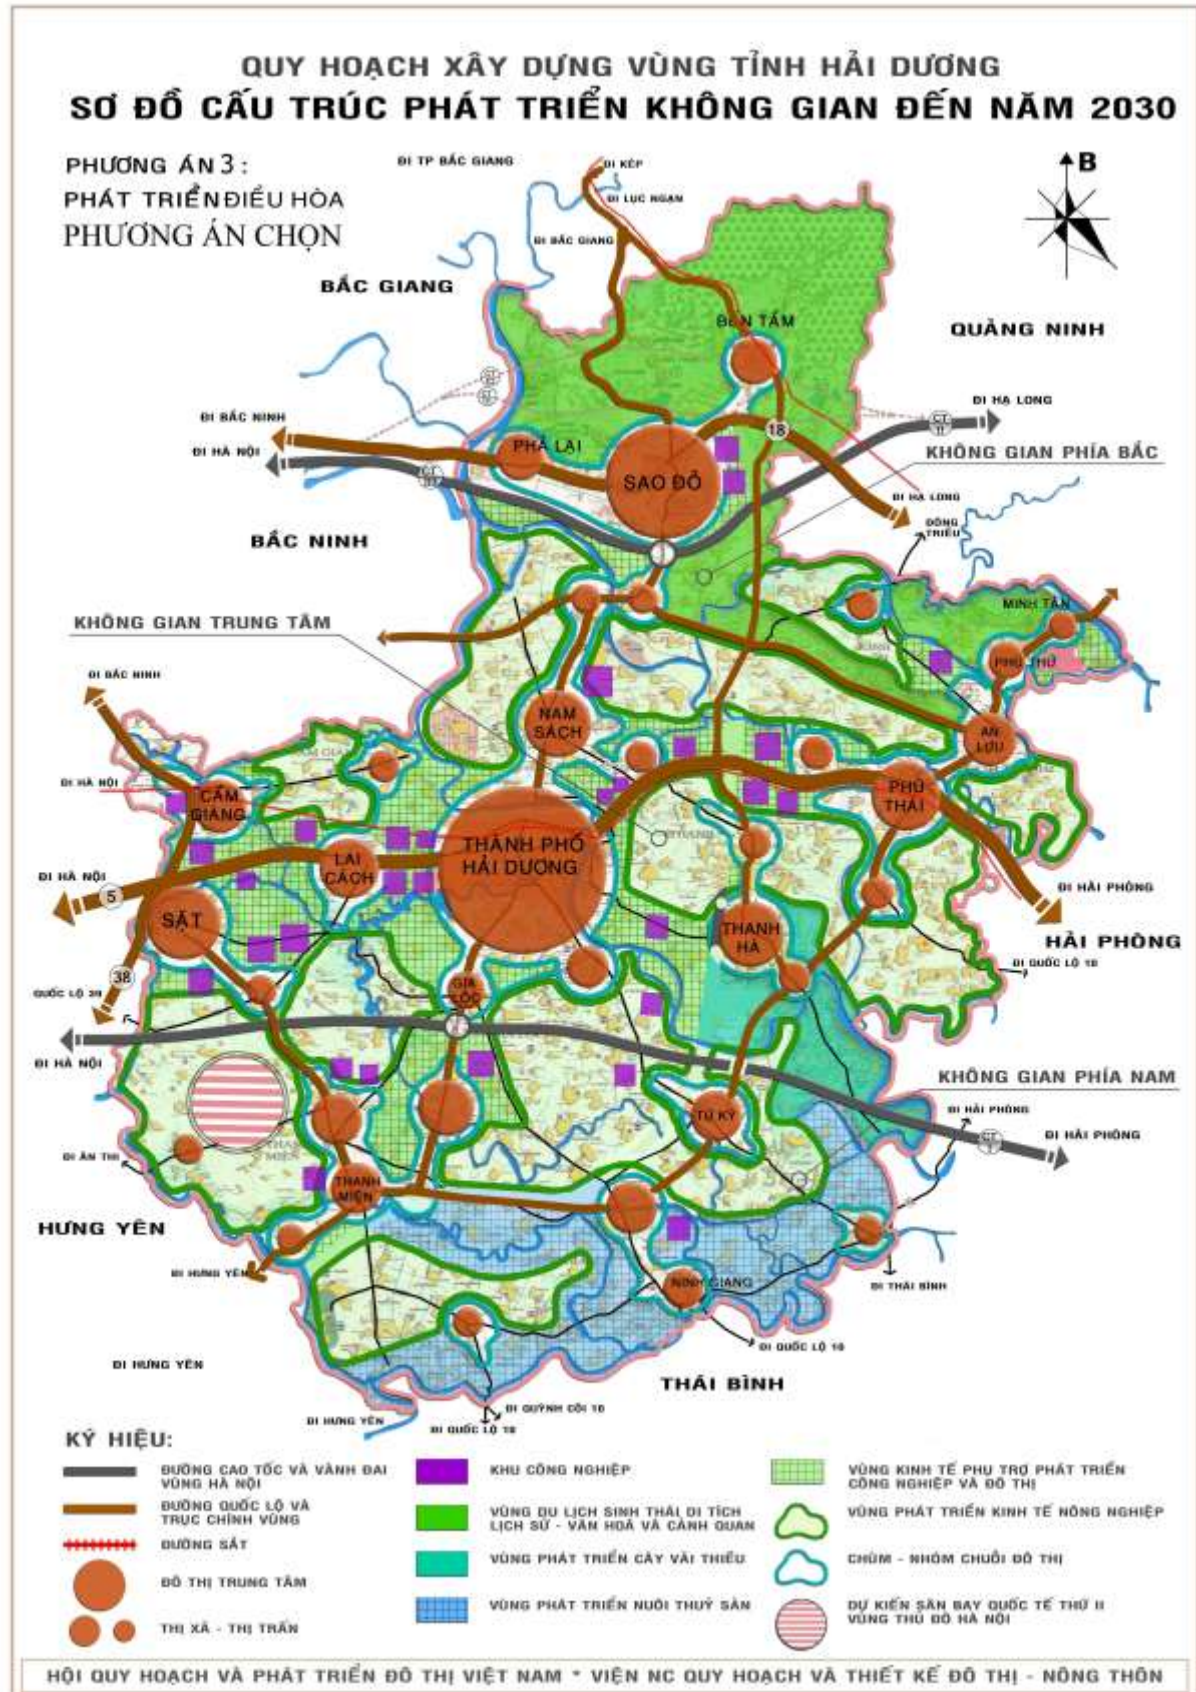 QUY HOẠCH XÂY DỰNG VÙNG TỈNH HẢI DƯƠNG
SƠ ĐỒ CẤU TRÚC PHÁT TRIỂN KHÔNG GIAN ĐẾN NĂM 2030
PHƯƠNG ÁN 3 :
PHÁT TRIỂN ĐIỀU HÒA
PHƯƠNG ÁN CHỌN
ĐI TP BẮC GIANG
ĐI KÉP
ĐI LỤC NGẠN
ĐI BẮC GIANG
B
BẮC GIANG
BẾN TẮM
QUẢNG NINH
ĐI BẮC NINH
ĐI HÀ NỘI
ĐI HẠ LONG
CT
11
18
PHẢ LẠI
SAO ĐỎ
KHÔNG GIAN PHÍA BẮC
ĐI HẠ LONG
ĐÔNG
TRIỀU
BẮC NINH
MINH TÂN
KHÔNG GIAN TRUNG TÂM
PHÚ THỨ
ĐI BẮC NINH
NAM
SÁCH
AN
LƯU
ĐI HÀ NỘI
CẨM
GIÀNG
PHÚ
THÁI
THÀNH PHỐ
HẢI DƯƠNG
LAI
CÁCH
ĐI HÀ NỘI
5
ĐI HẢI PHÒNG
SẶT
THANH
HÀ
HẢI PHÒNG
ĐI QUỐC LỘ 10
38
GIA
LỘC
QUỐC LỘ 39
ĐI HÀ NỘI
KHÔNG GIAN PHÍA NAM
ĐI HẢI PHÒNG
TỨ KỲ
ĐI HẢI PHÒNG
ĐI ÂN THI
THANH
MIỆN
HƯNG YÊN
ĐI HƯNG YÊN
NINH GIANG
ĐI THÁI BÌNH
ĐI QUỐC LỘ 10
ĐI HƯNG YÊN
THÁI BÌNH
ĐI QUỲNH CÔI 10
ĐI HƯNG YÊN
ĐI QUỐC LỘ 10
KÝ HIỆU:
ĐƯỜNG CAO TỐC VÀ VÀNH ĐAI
VÙNG HÀ NỘI
ĐƯỜNG QUỐC LỘ VÀ
TRỤC CHÍNH VÙNG
ĐƯỜNG SẮT
ĐÔ THỊ TRUNG TÂM
THỊ XÃ - THỊ TRẤN
KHU CÔNG NGHIỆP
VÙNG DU LỊCH SINH THÁI DI TÍCH
LỊCH SỬ - VĂN HOÁ VÀ CẢNH QUAN
VÙNG PHÁT TRIỂN CÂY VẢI THIỀU
VÙNG PHÁT TRIỂN NUÔI THUỶ SẢN
VÙNG KINH TẾ PHỤ TRỢ PHÁT TRIỂN
CÔNG NGHIỆP VÀ ĐÔ THỊ
VÙNG PHÁT TRIỂN KINH TẾ NÔNG NGHIỆP
CHÙM - NHÓM CHUỖI ĐÔ THỊ
DỰ KIẾN SÂN BAY QUỐC TẾ THỨ II
VÙNG THỦ ĐÔ HÀ NỘI
HỘI QUY HOẠCH VÀ PHÁT TRIỂN ĐÔ THỊ VIỆT NAM * VIỆN NC QUY HOẠCH VÀ THIẾT KẾ ĐÔ THỊ - NÔNG THÔN